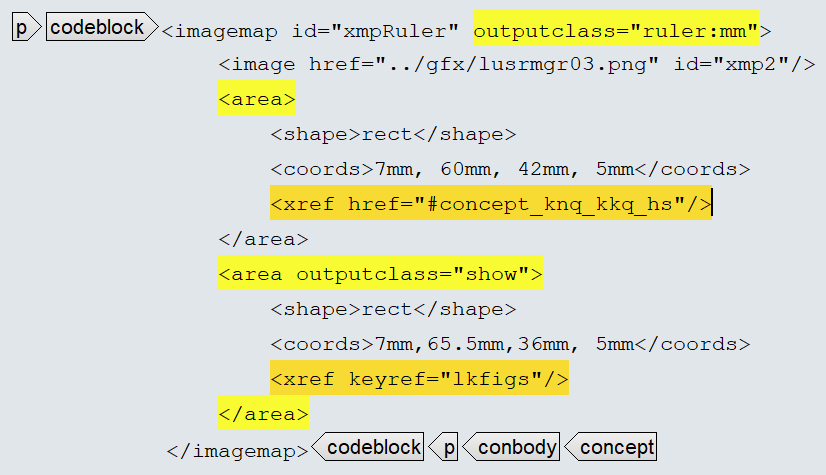 p codeblock <imagemap id="xmpRuler" outputclass="ruler:mm">
<image href="../gfx/lusrmgr03.png" id="xmp2"/>
<area>
<shape>rect</shape>
<coords>7mm, 60mm, 42mm, 5mm</coords>
<xref href="#concept_knq_kkq_hs"/>
</area>
<area outputclass="show">
<shape>rect</shape>
<coords>7mm,65.5mm,36mm, 5mm</coords>
<xref keyref="lkfigs"/>
</area>
</imagemap> codeblock p conbody concept